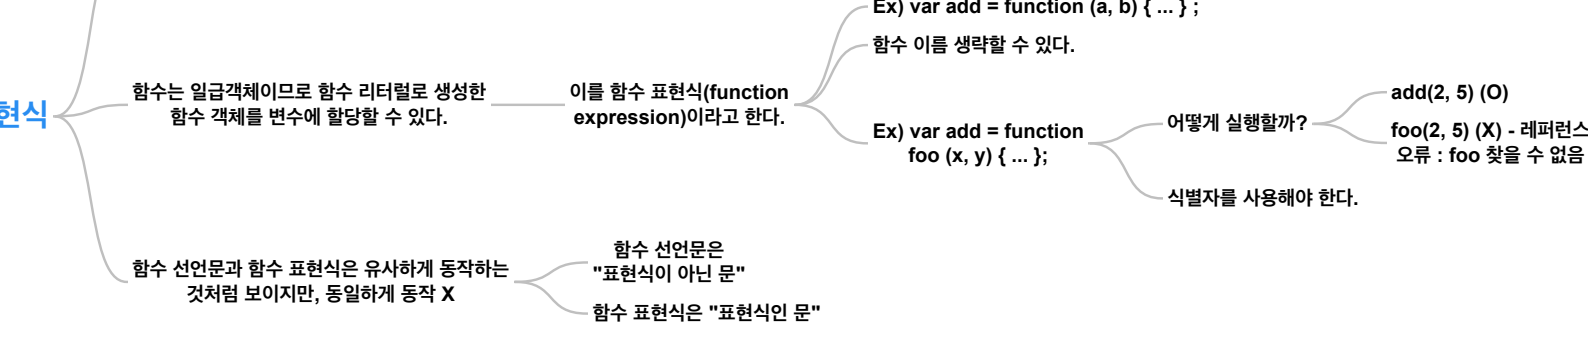 현식
함수는 일급객체이므로 함수 리터럴로 생성한
함수 객체를 변수에 할당할 수 있다.
이를 함수 표현식(function
expression)이라고 한다.
Ex) var add = function (a, b) { ... } ;
함수 이름 생략할 수 있다.
Ex) var add = function
foo (x, y) { ... };
어떻게 실행할까?
add(2, 5) (O)
foo(2, 5) (X) - 레퍼런스
오류 : foo 찾을 수 없음
식별자를 사용해야 한다.
함수 선언문과 함수 표현식은 유사하게 동작하는
것처럼 보이지만, 동일하게 동작 X
함수 선언문은
"표현식이 아닌 문"
함수 표현식은 "표현식인 문"